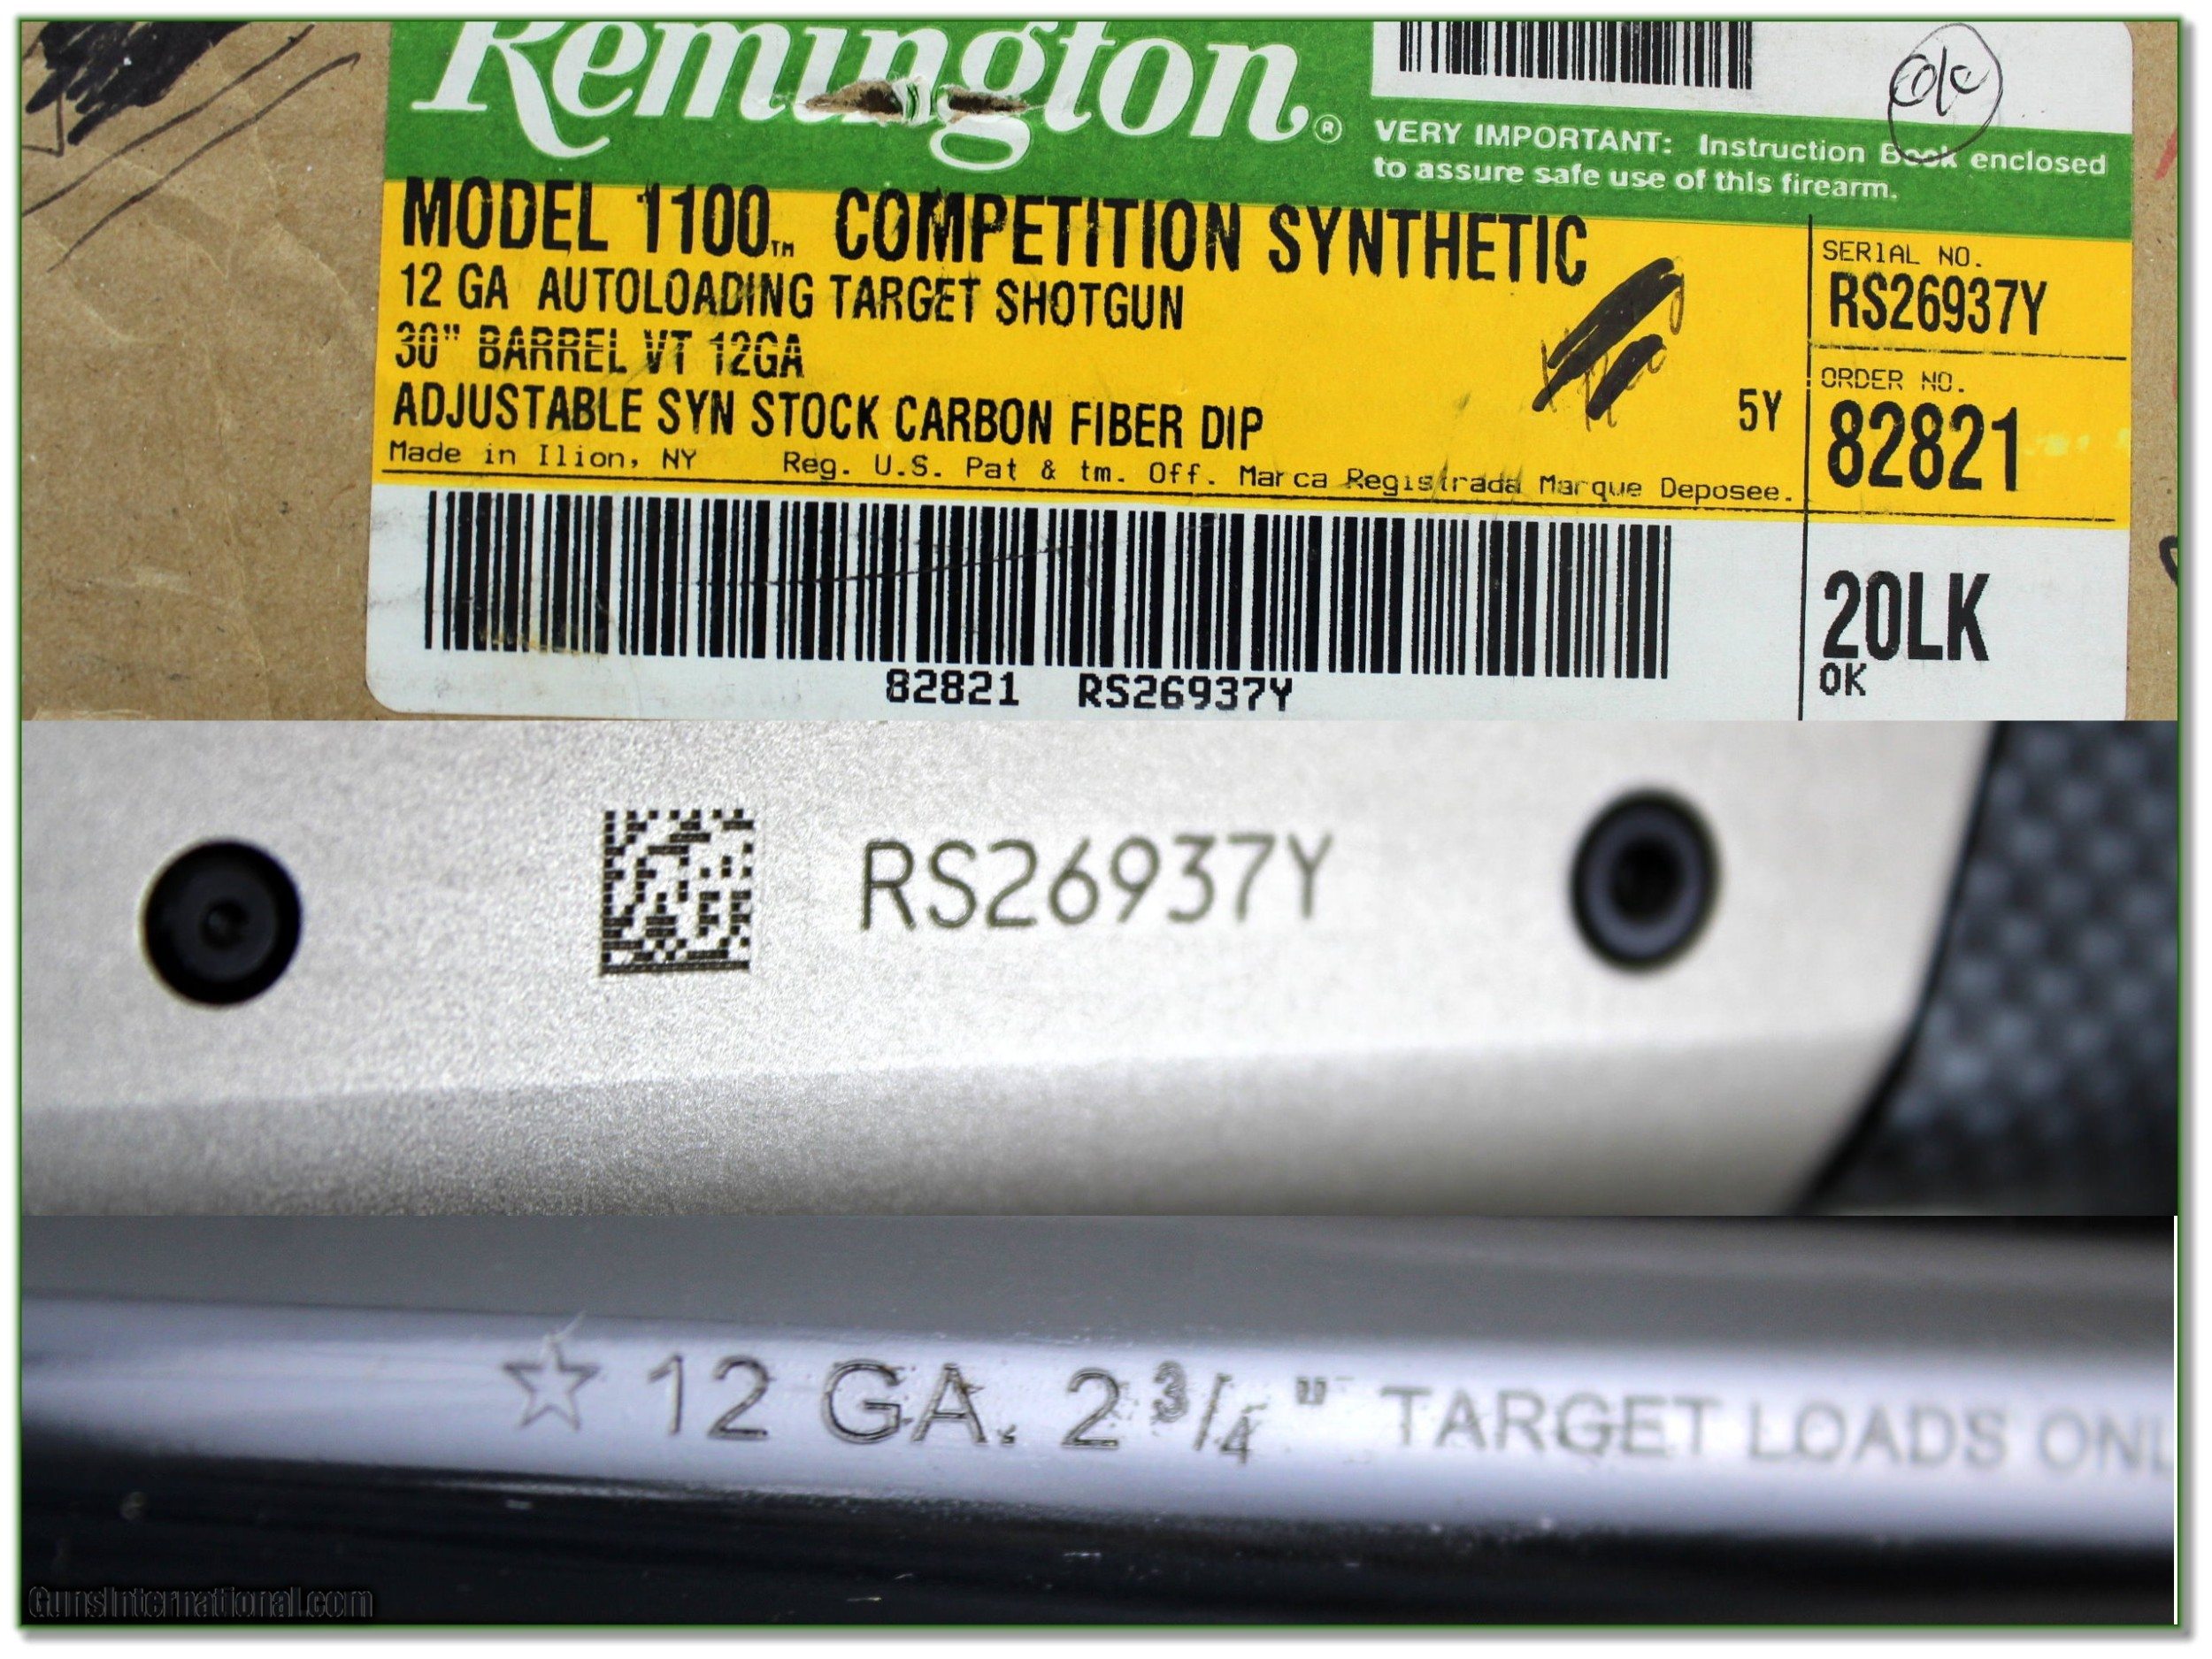 Remington®
ok
VERY IMPORTANT: Instruction Book enclosed
to assure safe use of this firearm.
MODEL 1100™ COMPETITION SYNTHETIC
12 GA AUTOLOADING TARGET SHOTGUN
30" BARREL VT 12GA
ADJUSTABLE SYN STOCK CARBON FIBER DIP
5Y
Made in Ilion, NY Reg. U.S. Pat & tm. Off. Marca Registrada Marque Deposee.
SERIAL NO.
RS26937Y
ORDER NO.
82821
20LK
OK
82821 RS26937Y
RS26937Y
☆ 12 GA. 2 3/4 " TARGET LOADS ONL
GunsInternational.com